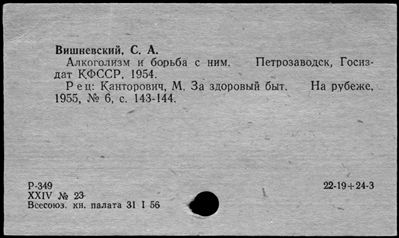 Вишневский, С. А.
Алкоголизм и борьба с ним. Петрозаводск, Госиз-
дат КФССР, 1954.
Рец: Канторович, М. За здоровый быт. На рубеже,
1955, № 6, с. 143-144.
Р-349
22-19+24-3
XXIV № 23
Всесоюз. кн. палата 31 I 56